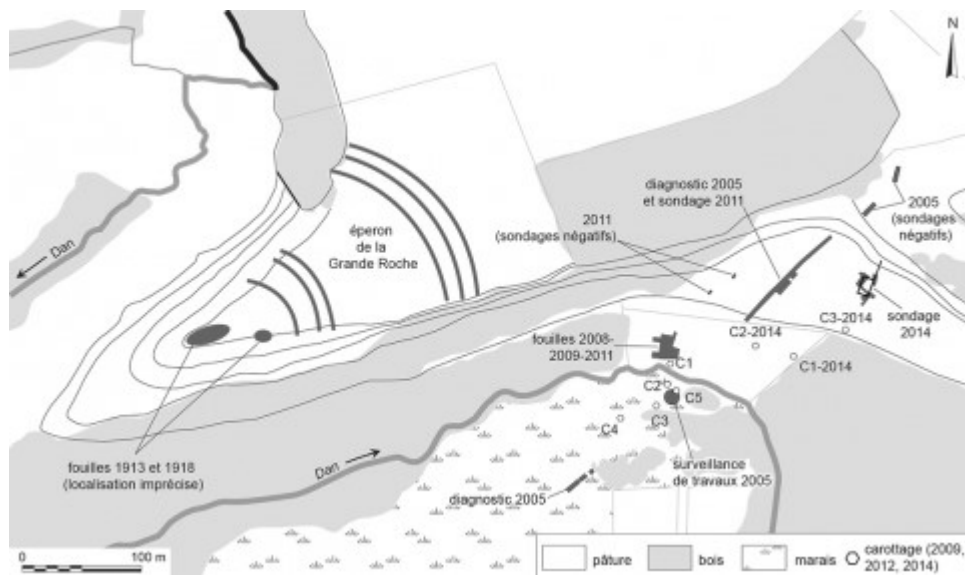 N
diagnostic 2005
et sondage 2011
2011
(sondages négatifs)
2005
(sondages
négatifs)
Dan
éperon
de la
Grande Roche
sondage
2014
C3-2014
C2-2014
C1-2014
fouilles 2008-
2009-2011
C1
C2
C5
C3
C4
fouilles 1913 et 1918
(localisation imprécise)
Dan
surveillance
de travaux 2005
diagnostic 2005
0 100 m
pâture bois marais carottage (2009,
2012, 2014)